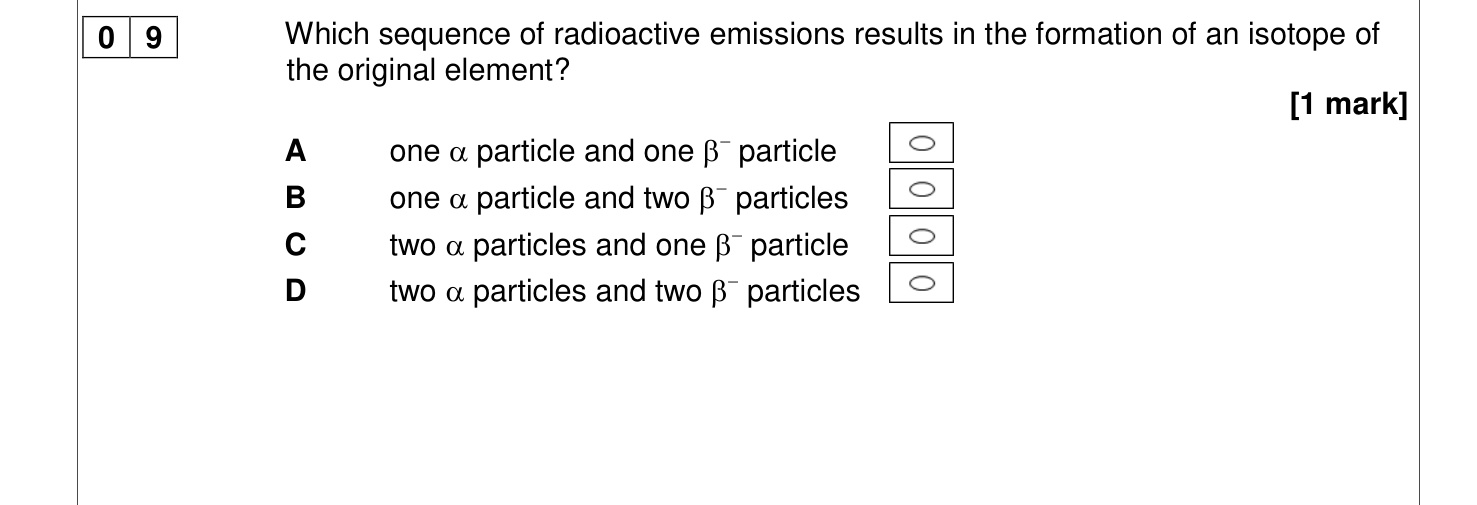 0 9 Which sequence of radioactive emissions results in the formation of an isotope of
the original element?
[1 mark]
A one α particle and one β⁻ particle
B one α particle and two β⁻ particles
C two α particles and one β⁻ particle
D two α particles and two β⁻ particles